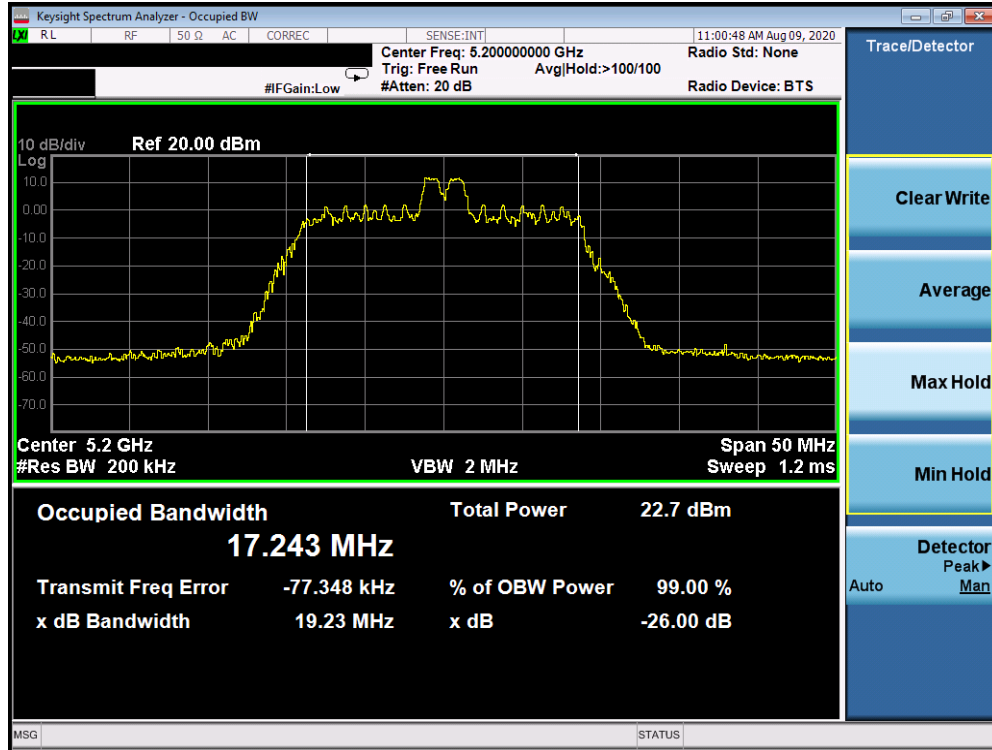 Keysight Spectrum Analyzer - Occupied BW
LXI RL RF 50 Ω AC CORREC SENSE:INT 11:00:48 AM Aug 09, 2020
Center Freq: 5.200000000 GHz Radio Std: None
Trig: Free Run Avg|Hold:>100/100
#IFGain:Low #Atten: 20 dB Radio Device: BTS
10 dB/div Ref 20.00 dBm
Log
10.0
0.00
-10.0
-20.0
-30.0
-40.0
-50.0
-60.0
-70.0
Center 5.2 GHz Span 50 MHz
#Res BW 200 kHz VBW 2 MHz Sweep 1.2 ms
Occupied Bandwidth Total Power 22.7 dBm
17.243 MHz
Transmit Freq Error -77.348 kHz % of OBW Power 99.00 %
x dB Bandwidth 19.23 MHz x dB -26.00 dB
Trace/Detector
Clear Write
Average
Max Hold
Min Hold
Detector
Peak▶
Auto Man
MSG STATUS